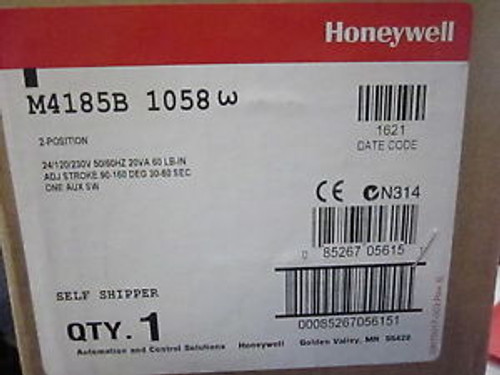 Honeywell
M4185B 1058 ω
1621
DATE CODE
2-POSITION
24/120/230V 50/60HZ 20VA 60 LB-IN
ADJ STROKE 90-160 DEG 30-60 SEC
ONE AUX SW
CE N314
0 85267 05615 1
SELF SHIPPER
QTY. 1
00085267056151
Automation and Control Solutions Honeywell Golden Valley, MN 55422